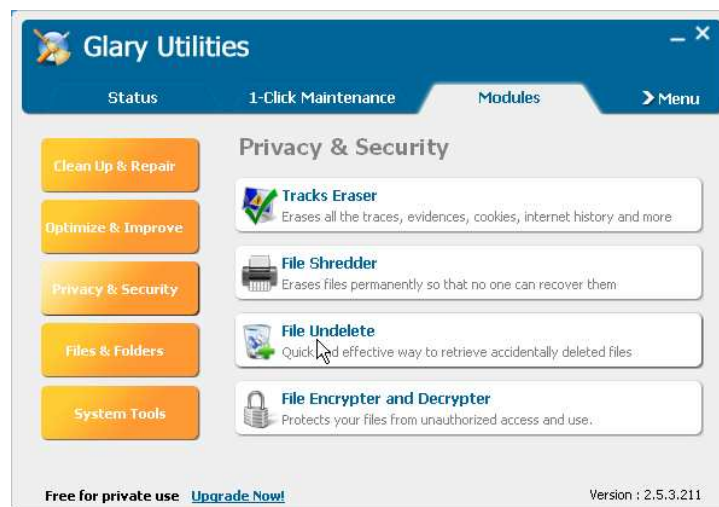 Glary Utilities
Status
1-Click Maintenance
Modules
Menu
Clean Up & Repair
Optimize & Improve
Privacy & Security
Files & Folders
System Tools
Privacy & Security
Tracks Eraser
Erases all the traces, evidences, cookies, internet history and more
File Shredder
Erases files permanently so that no one can recover them
File Undelete
Quick and effective way to retrieve accidentally deleted files
File Encrypter and Decrypter
Protects your files from unauthorized access and use.
Free for private use Upgrade Now!
Version : 2.5.3.211